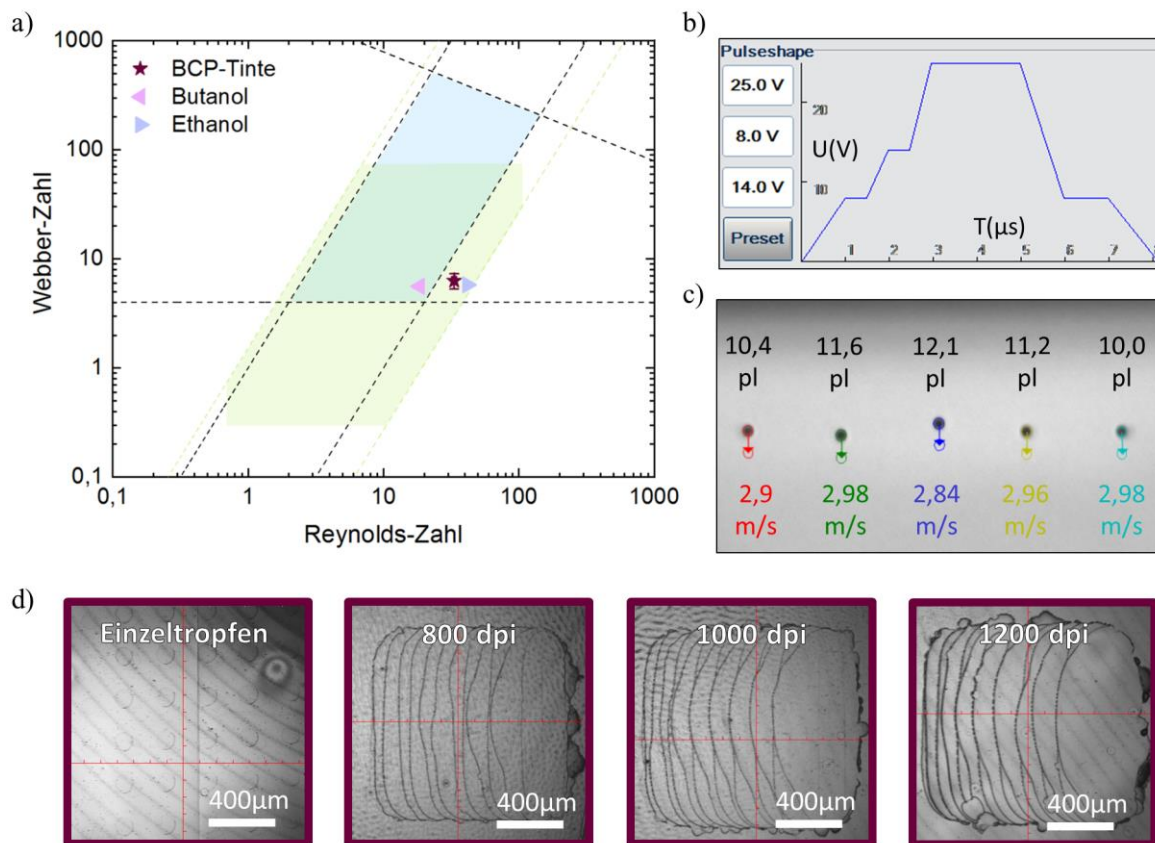 a)
1000
100
10
1
0,1
Webber-Zahl
BCP-Tinte
Butanol
Ethanol
0,1
1
10
100
1000
Reynolds-Zahl
b)
Pulseshape
25.0 V
8.0 V
14.0 V
Preset
20
10
U(V)
T(µs)
1
2
3
4
5
6
7
8
c)
10,4 11,6 12,1 11,2 10,0
pl pl pl pl pl
2,9 2,98 2,84 2,96 2,98
m/s m/s m/s m/s m/s
d)
Einzeltropfen
400µm
800 dpi
400µm
1000 dpi
400µm
1200 dpi
400µm